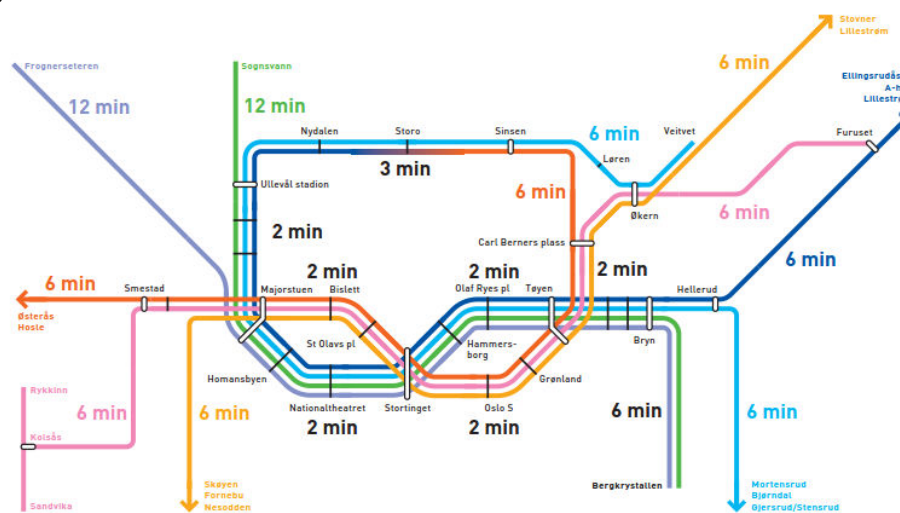 Stovner
Lillestrøm
6 min
Frognerseteren
Sognsvann
Ellingsrudås
A-h
Lillestrø
12 min
12 min
Nydalen
Storo
Sinsen
6 min
Veitvet
Furuset
Løren
3 min
Ullevål stadion
6 min
Økern
6 min
2 min
Carl Berners plass
6 min
2 min
2 min
2 min
6 min
Smestad
Majorstuen
Bislett
Olaf Ryes pl
Tøyen
Hellerud
Østerås
Hosle
St Olavs pl
Hammers-
borg
Bryn
Homansbyen
Grønland
Rykkinn
6 min
6 min
Nationaltheatret
Stortinget
Oslo S
6 min
6 min
2 min
2 min
Kolsås
Skøyen
Fornebu
Nesodden
Bergkrystallen
Mortensrud
Bjørndal
Gjersrud/Stensrud
Sandvika